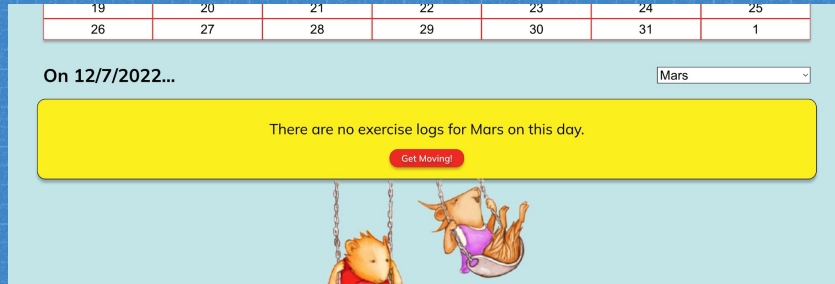 19 20 21 22 23 24 25
26 27 28 29 30 31 1
On 12/7/2022...
Mars
There are no exercise logs for Mars on this day.
Get Moving!